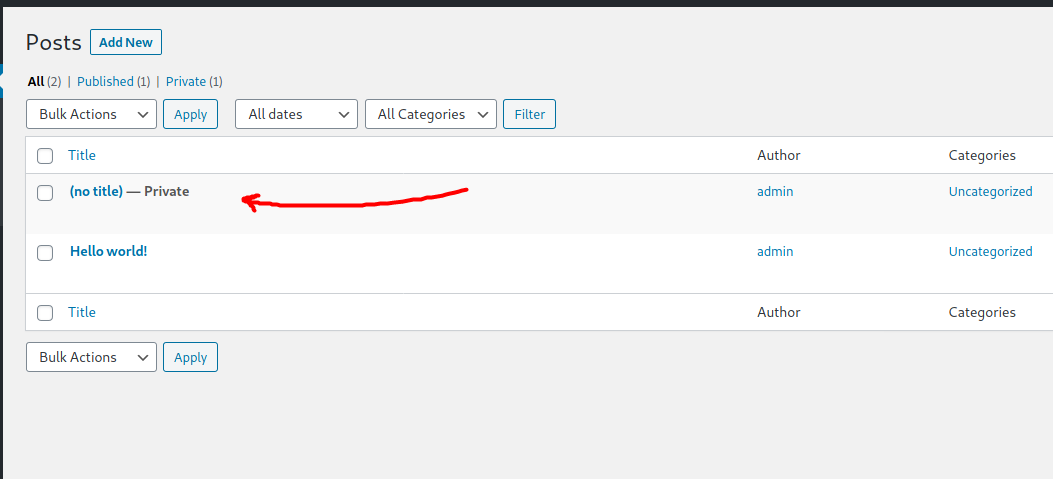 Posts Add New
All (2) | Published (1) | Private (1)
Bulk Actions Apply All dates All Categories Filter
Title Author Categories
(no title) — Private admin Uncategorized
Hello world! admin Uncategorized
Title Author Categories
Bulk Actions Apply